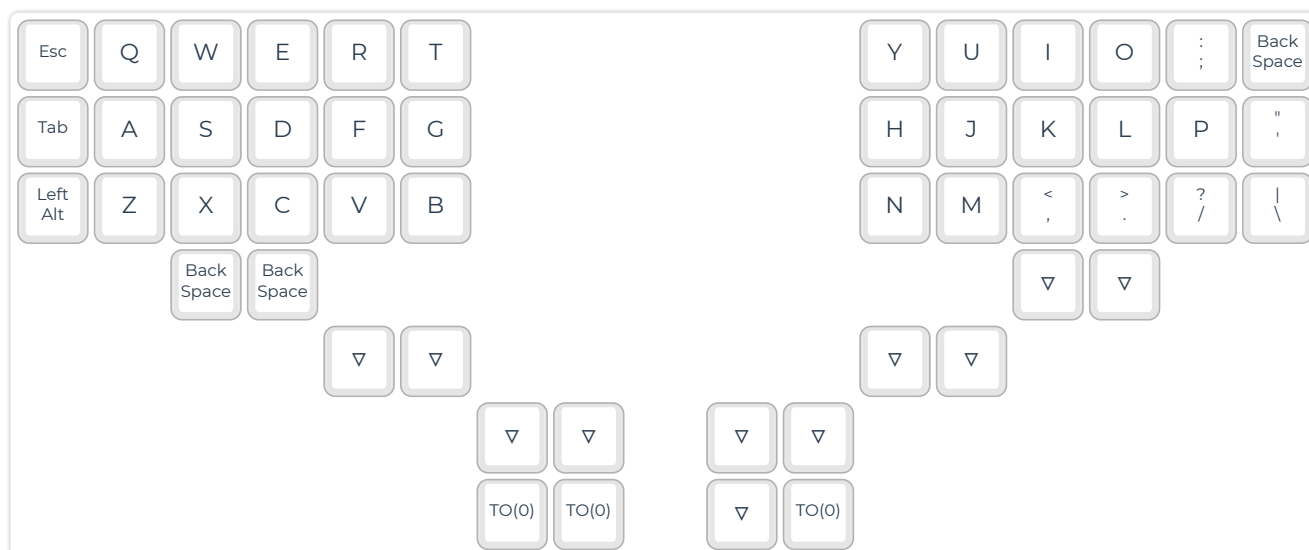 Esc Q W E R T Y U I O : ; Back Space
Tab A S D F G H J K L P " '
Left Alt Z X C V B N M < , > . ? / | \
Back Space Back Space ▽ ▽
▽ ▽ ▽ ▽
▽ ▽ ▽ ▽
TO(0) TO(0) ▽ TO(0)